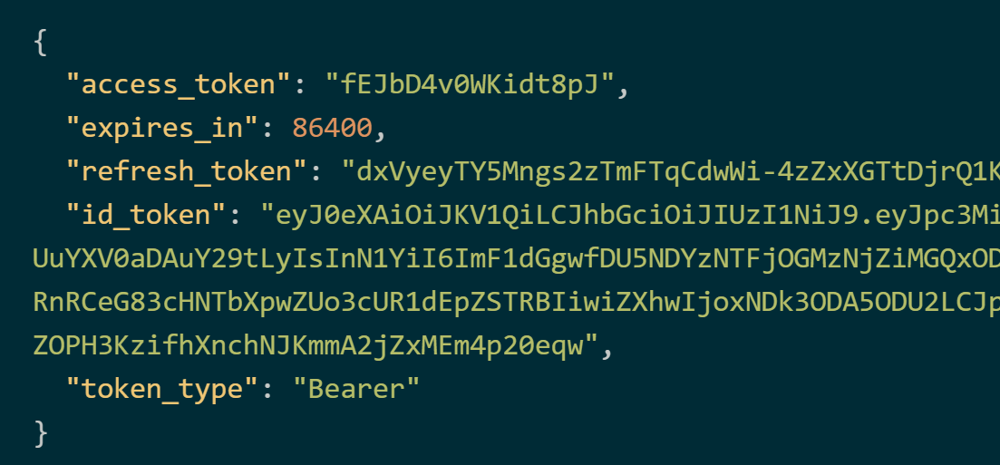 {
"access_token": "fEJbD4v0WKidt8pJ",
"expires_in": 86400,
"refresh_token": "dxVyeyTY5Mngs2zTmFTqCdwWi-4zZxXGTtDjrQ1K
"id_token": "eyJ0eXAiOiJKV1QiLCJhbGciOiJIUzI1NiJ9.eyJpc3Mi
UuYXV0aDAuY29tLyIsInN1YiI6ImF1dGgwfDU5NDYzNTFjOGMzNjZiMGQxOD
RnRCeG83cHNTbXpwZUo3cUR1dEpZSTRBIiwiZXhwIjoxNDk3ODA5ODU2LCJp
ZOPH3KzifhXnchNJKmmA2jZxMEm4p20eqw",
"token_type": "Bearer"
}